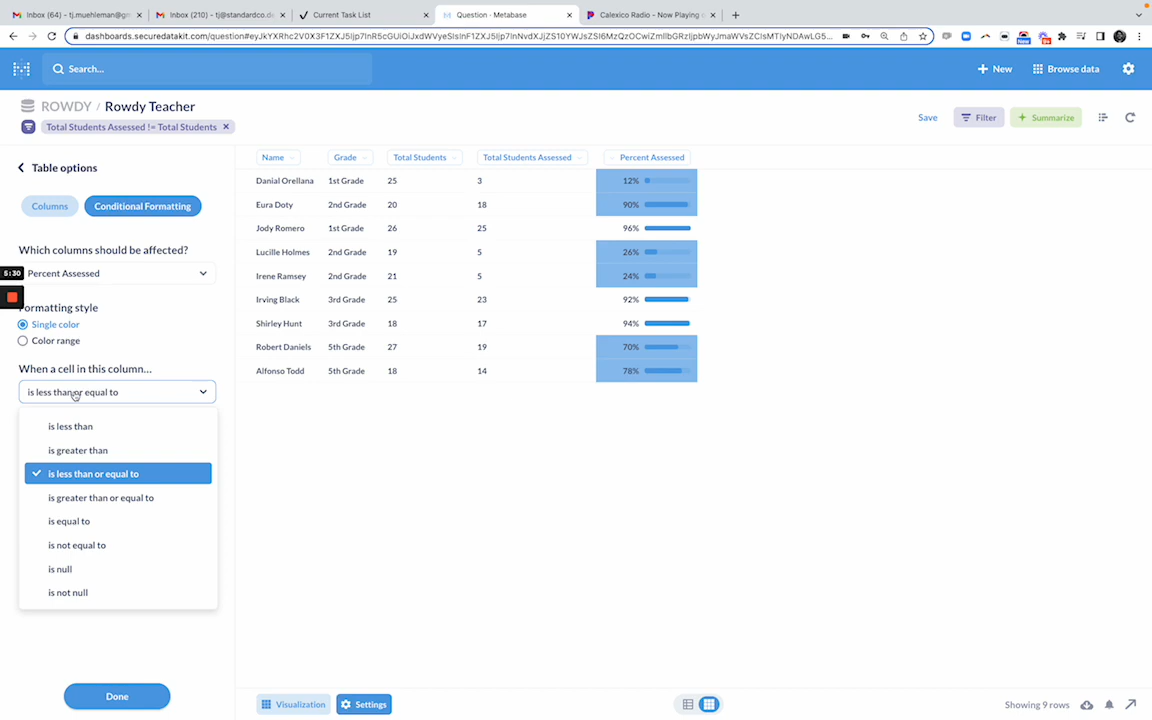 Inbox (64) - tj.muehleman@gm
Inbox (210) - tj@standardco.de
Current Task List
Question · Metabase
Calexico Radio - Now Playing o
dashboards.securedatakit.com/question#
Search...
New
Browse data
ROWDY / Rowdy Teacher
Total Students Assessed != Total Students
Save
Filter
Summarize
Table options
Columns
Conditional Formatting
Which columns should be affected?
Percent Assessed
5:30
Formatting style
Single color
Color range
When a cell in this column...
is less than or equal to
is less than
is greater than
is less than or equal to
is greater than or equal to
is equal to
is not equal to
is null
is not null
Done
Name Grade Total Students Total Students Assessed Percent Assessed
Danial Orellana 1st Grade 25 3 12%
Eura Doty 2nd Grade 20 18 90%
Jody Romero 1st Grade 26 25 96%
Lucille Holmes 2nd Grade 19 5 26%
Irene Ramsey 2nd Grade 21 5 24%
Irving Black 3rd Grade 25 23 92%
Shirley Hunt 3rd Grade 18 17 94%
Robert Daniels 5th Grade 27 19 70%
Alfonso Todd 5th Grade 18 14 78%
Visualization
Settings
Showing 9 rows